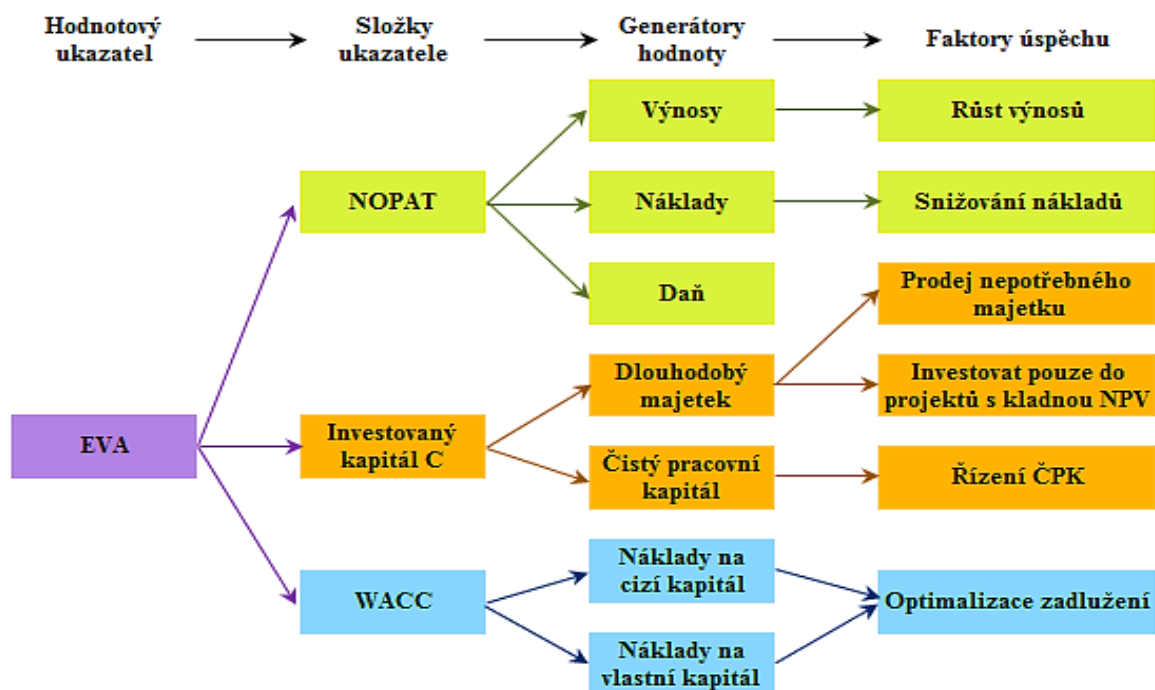 Hodnotový
ukazatel
Složky
ukazatele
Generátory
hodnoty
Faktory úspěchu
Výnosy
Růst výnosů
NOPAT
Náklady
Snižování nákladů
Daň
Prodej nepotřebného
majetku
Dlouhodobý
majetek
Investovat pouze do
projektů s kladnou NPV
EVA
Investovaný
kapitál C
Čistý pracovní
kapitál
Řízení ČPK
Náklady na
cizí kapitál
WACC
Optimalizace zadlužení
Náklady na
vlastní kapitál